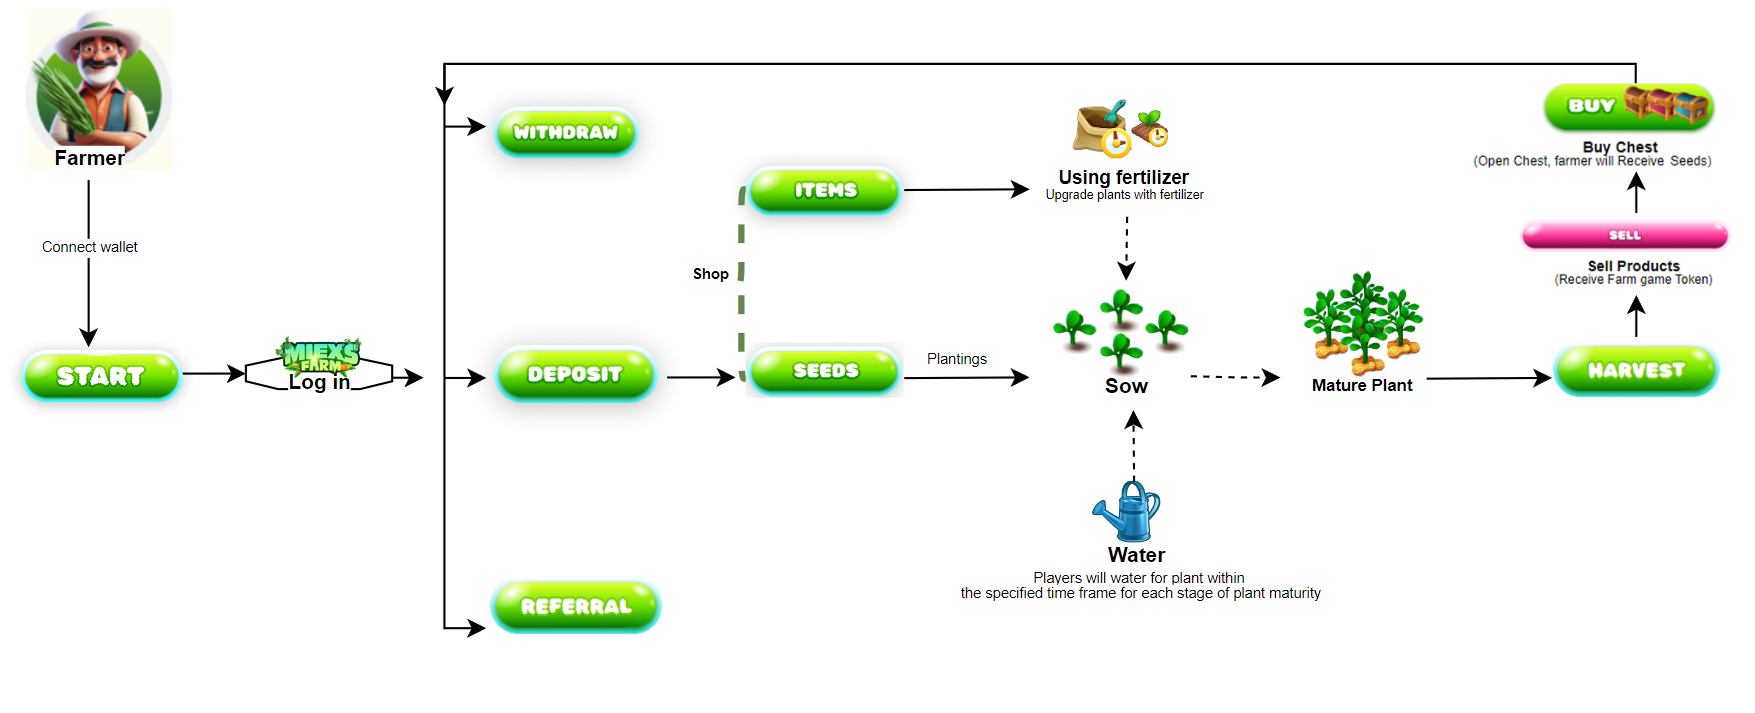 Farmer
Connect wallet
START
MIEXS
FARM
Log in
WITHDRAW
DEPOSIT
REFERRAL
Shop
ITEMS
SEEDS
Using fertilizer
Upgrade plants with fertilizer
Plantings
Sow
Water
Players will water for plant within
the specified time frame for each stage of plant maturity
Mature Plant
HARVEST
Sell Products
(Receive Farm game Token)
SELL
Buy Chest
(Open Chest, farmer will Receive Seeds)
BUY